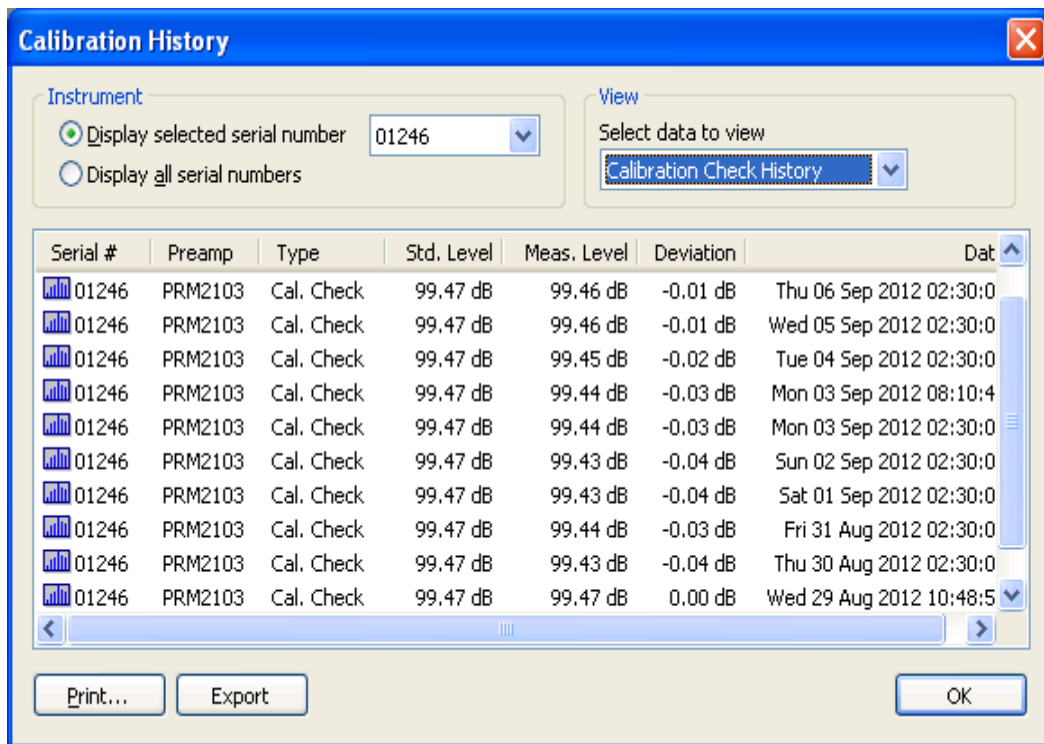 Calibration History
Instrument
Display selected serial number 01246
Display all serial numbers
View
Select data to view
Calibration Check History
Serial # Preamp Type Std. Level Meas. Level Deviation Dat
01246 PRM2103 Cal. Check 99.47 dB 99.46 dB -0.01 dB Thu 06 Sep 2012 02:30:0
01246 PRM2103 Cal. Check 99.47 dB 99.46 dB -0.01 dB Wed 05 Sep 2012 02:30:0
01246 PRM2103 Cal. Check 99.47 dB 99.45 dB -0.02 dB Tue 04 Sep 2012 02:30:0
01246 PRM2103 Cal. Check 99.47 dB 99.44 dB -0.03 dB Mon 03 Sep 2012 08:10:4
01246 PRM2103 Cal. Check 99.47 dB 99.44 dB -0.03 dB Mon 03 Sep 2012 02:30:0
01246 PRM2103 Cal. Check 99.47 dB 99.43 dB -0.04 dB Sun 02 Sep 2012 02:30:0
01246 PRM2103 Cal. Check 99.47 dB 99.43 dB -0.04 dB Sat 01 Sep 2012 02:30:0
01246 PRM2103 Cal. Check 99.47 dB 99.44 dB -0.03 dB Fri 31 Aug 2012 02:30:0
01246 PRM2103 Cal. Check 99.47 dB 99.43 dB -0.04 dB Thu 30 Aug 2012 02:30:0
01246 PRM2103 Cal. Check 99.47 dB 99.47 dB 0.00 dB Wed 29 Aug 2012 10:48:5
Print... Export OK